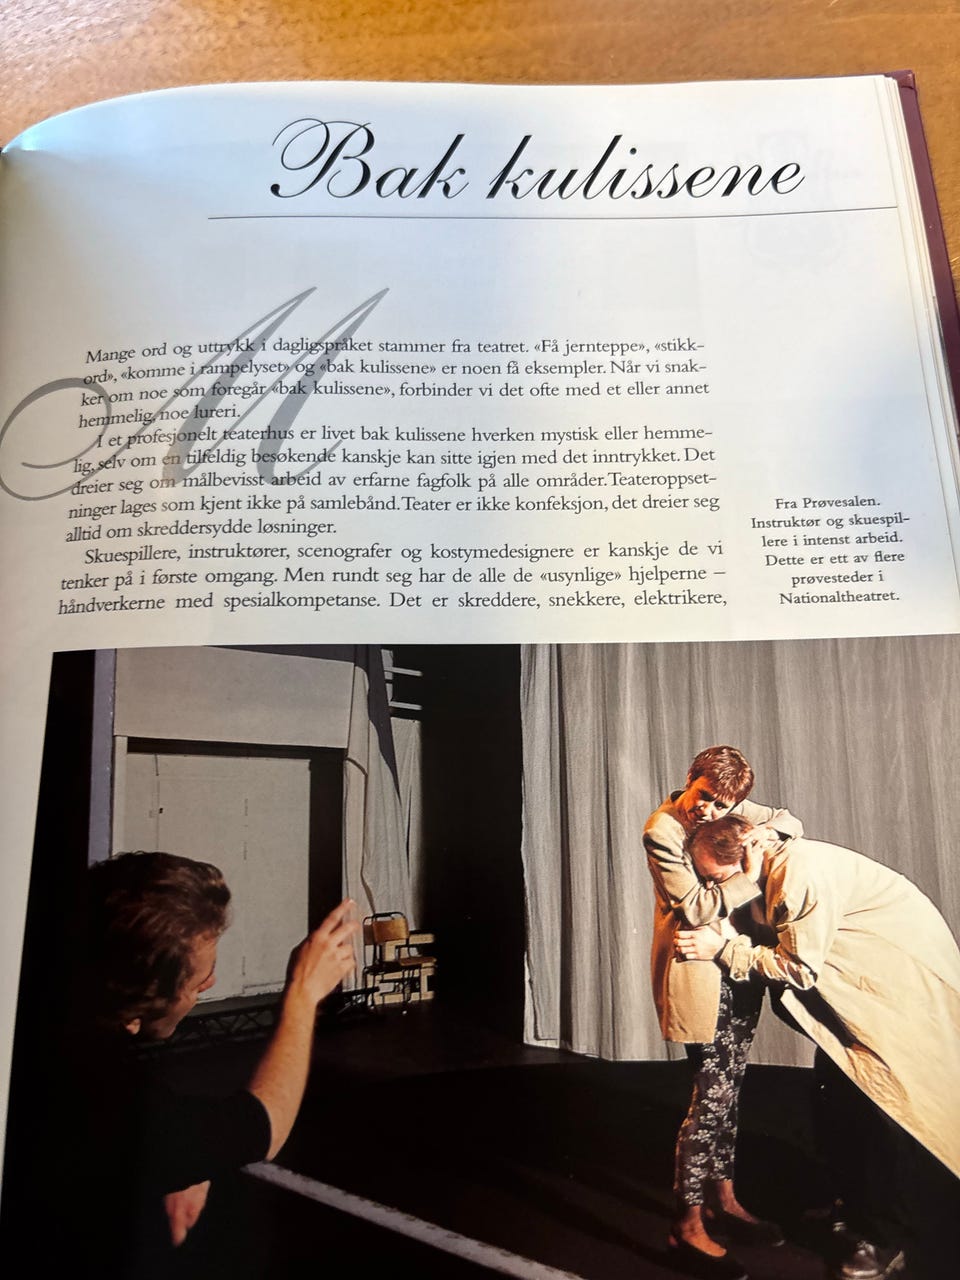 Bak kulissene
M
Mange ord og uttrykk i dagligspråket stammer fra teatret. «Få jernteppe», «stikk-
ord», «komme i rampelyset» og «bak kulissene» er noen få eksempler. Når vi snak-
ker om noe som foregår «bak kulissene», forbinder vi det ofte med et eller annet
hemmelig, noe lureri.
I et profesjonelt teaterhus er livet bak kulissene hverken mystisk eller hemme-
lig, selv om en tilfeldig besøkende kanskje kan sitte igjen med det inntrykket. Det
dreier seg om målbevisst arbeid av erfarne fagfolk på alle områder. Teateroppset-
ninger lages som kjent ikke på samlebånd. Teater er ikke konfeksjon, det dreier seg
alltid om skreddersydde løsninger.
Skuespillere, instruktører, scenografer og kostymedesignere er kanskje de vi
tenker på i første omgang. Men rundt seg har de alle de «usynlige» hjelperne –
håndverkerne med spesialkompetanse. Det er skreddere, snekkere, elektrikere,
Fra Prøvesalen.
Instruktør og skuespil-
lere i intenst arbeid.
Dette er ett av flere
prøvesteder i
Nationaltheatret.